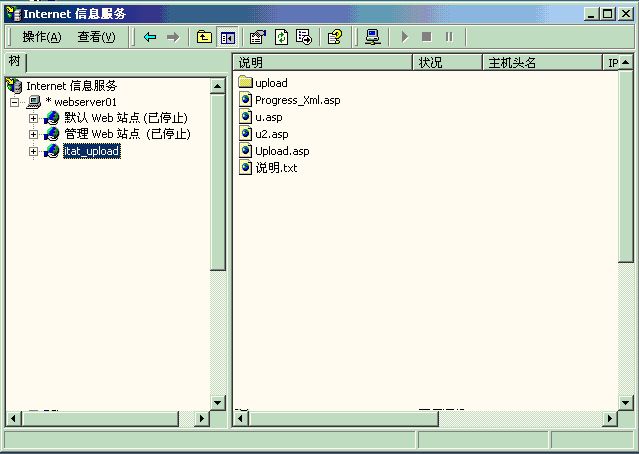 Internet 信息服务
操作(A) 查看(V)
树
Internet 信息服务
* webserver01
默认 Web 站点 (已停止)
管理 Web 站点 (已停止)
itat_upload
说明 状况 主机头名 IP
upload
Progress_Xml.asp
u.asp
u2.asp
Upload.asp
说明.txt